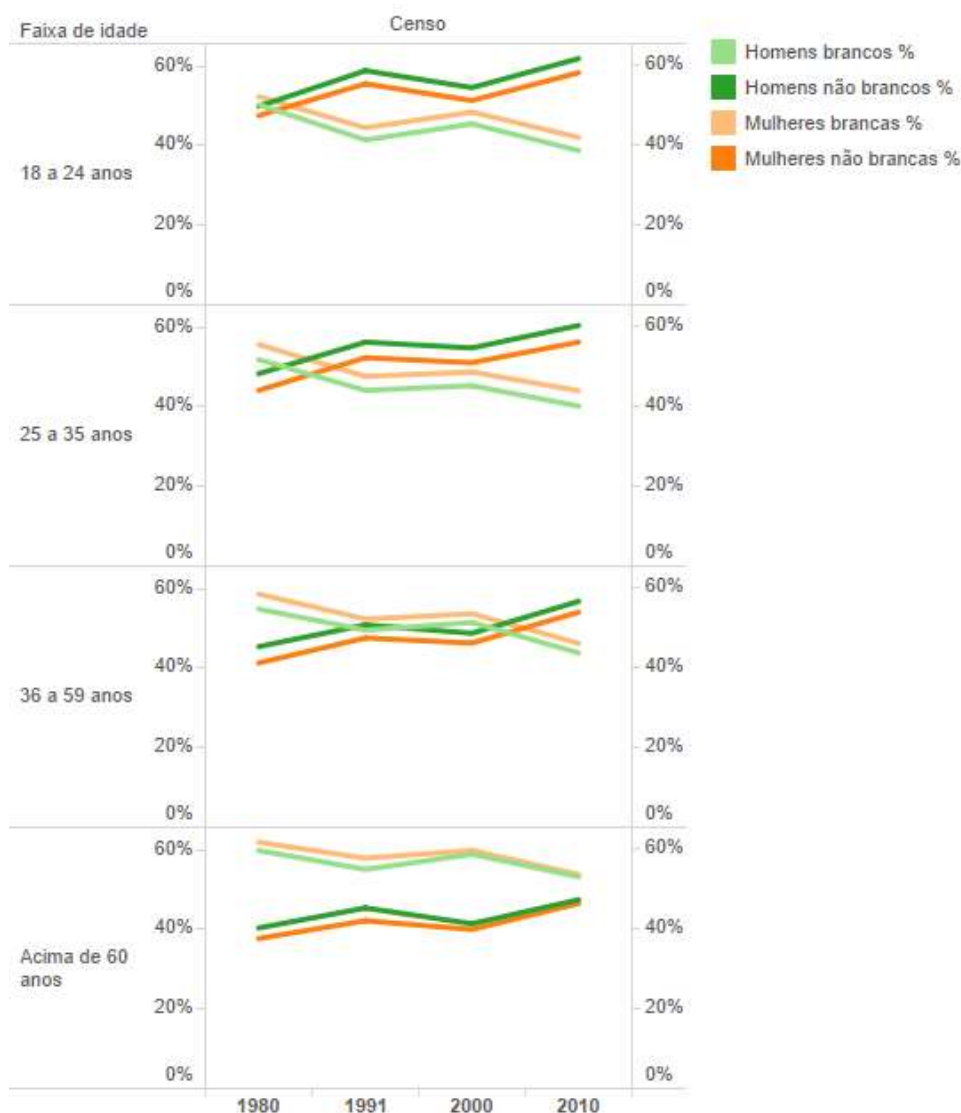 Faixa de idade
Censo
Homens brancos %
Homens não brancos %
Mulheres brancas %
Mulheres não brancas %
18 a 24 anos
60%
40%
20%
0%
60%
40%
20%
0%
25 a 35 anos
60%
40%
20%
0%
60%
40%
20%
0%
36 a 59 anos
60%
40%
20%
0%
60%
40%
20%
0%
Acima de 60
anos
60%
40%
20%
0%
60%
40%
20%
0%
1980 1991 2000 2010